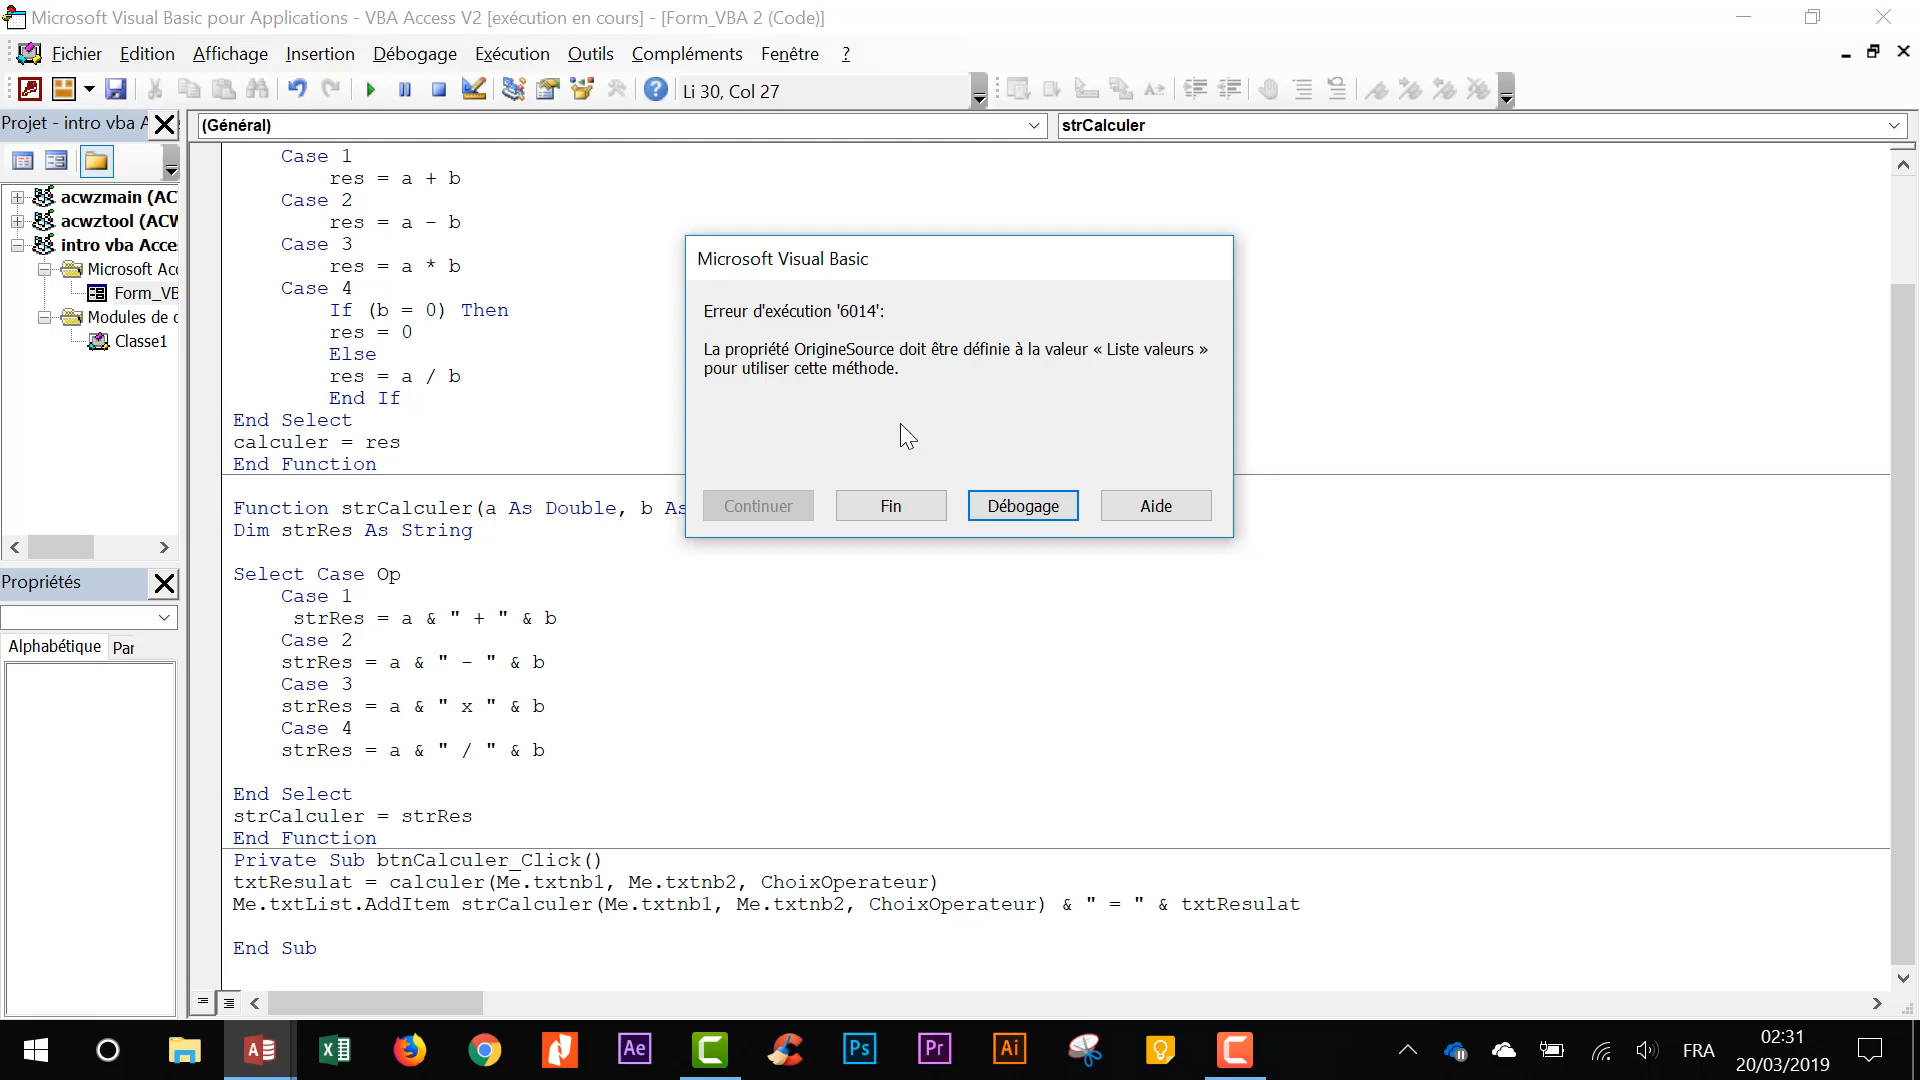 Microsoft Visual Basic pour Applications - VBA Access V2 [exécution en cours] - [Form_VBA 2 (Code)]
Fichier Edition Affichage Insertion Débogage Exécution Outils Compléments Fenêtre ?
Li 30, Col 27
Projet - intro vba A
(Général)
strCalculer
acwzmain (AC
acwztool (ACW
intro vba Acce
Microsoft Acc
Form_VB
Modules de c
Classe1
Propriétés
Alphabétique Par
Case 1
res = a + b
Case 2
res = a - b
Case 3
res = a * b
Case 4
If (b = 0) Then
res = 0
Else
res = a / b
End If
End Select
calculer = res
End Function
Function strCalculer(a As Double, b As
Dim strRes As String
Select Case Op
Case 1
strRes = a & " + " & b
Case 2
strRes = a & " - " & b
Case 3
strRes = a & " x " & b
Case 4
strRes = a & " / " & b
End Select
strCalculer = strRes
End Function
Private Sub btnCalculer_Click()
txtResulat = calculer(Me.txtnb1, Me.txtnb2, ChoixOperateur)
Me.txtList.AddItem strCalculer(Me.txtnb1, Me.txtnb2, ChoixOperateur) & " = " & txtResulat
End Sub
Microsoft Visual Basic
Erreur d'exécution '6014':
La propriété OrigineSource doit être définie à la valeur « Liste valeurs »
pour utiliser cette méthode.
Continuer Fin Débogage Aide
Ae Ps Pr Ai
FRA
02:31
20/03/2019